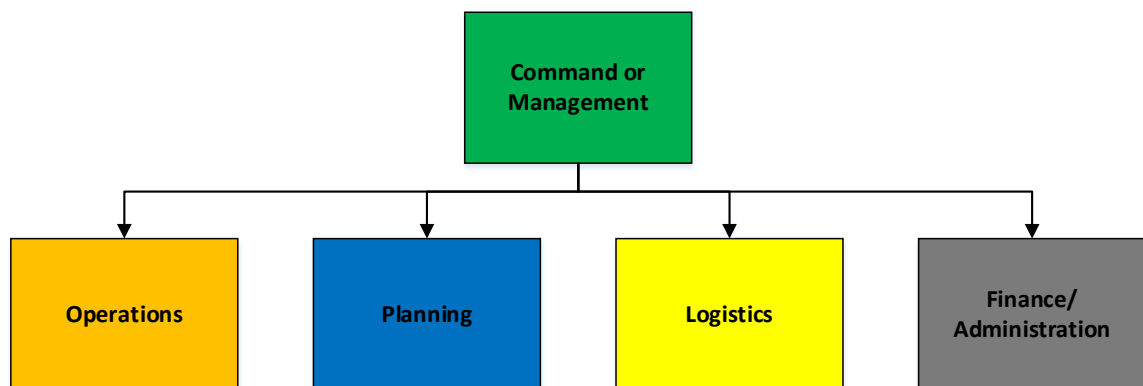 Command or
Management
Operations
Planning
Logistics
Finance/
Administration